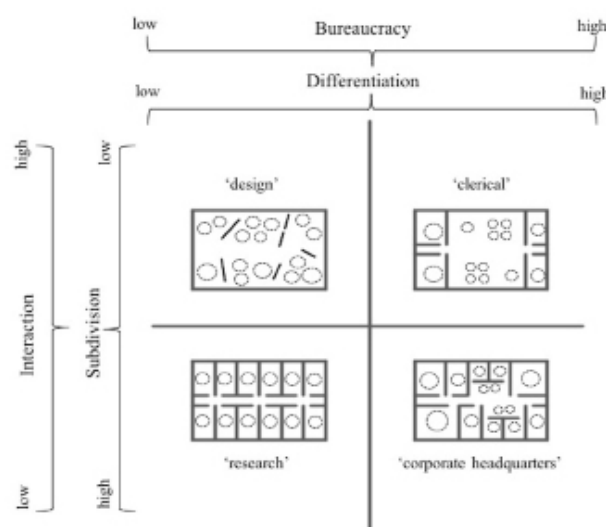 low Bureaucracy high
low Differentiation high
high low
'design' 'clerical'
Interaction Subdivision
'research' 'corporate headquarters'
low high